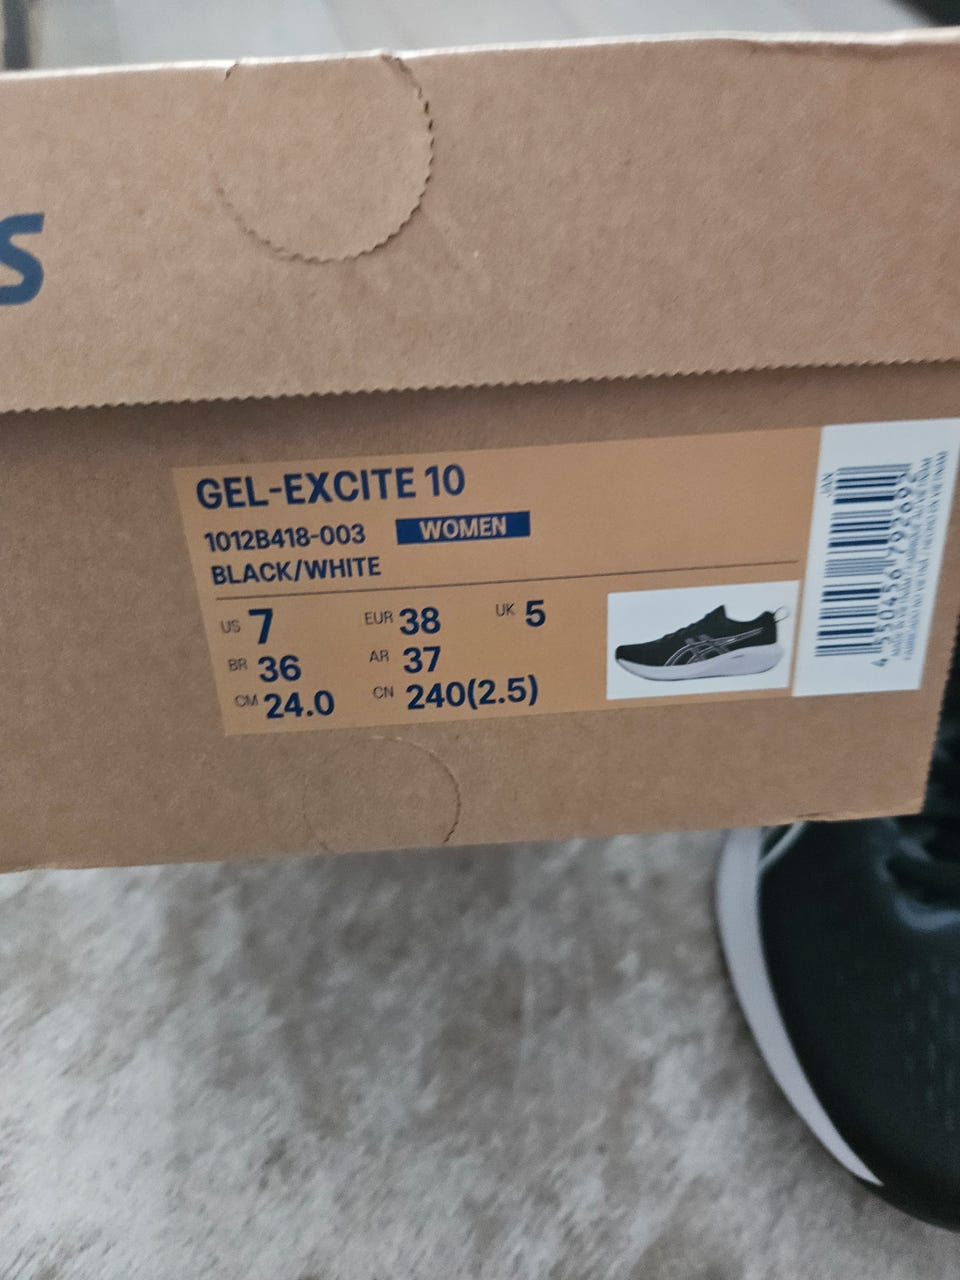 S
GEL-EXCITE 10
1012B418-003 WOMEN
BLACK/WHITE
US 7 EUR 38 UK 5
BR 36 AR 37
CM 24.0 CN 240(2.5)